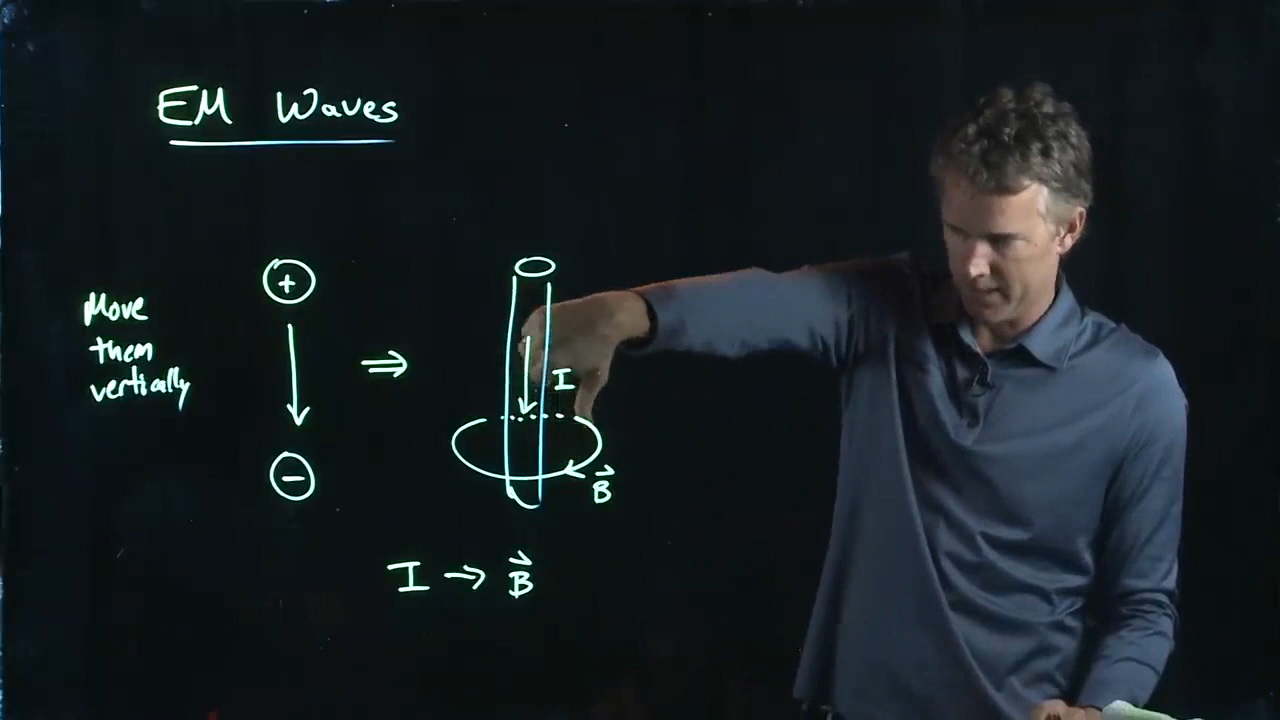 EM Waves
Move
them
vertically
+
⇒
−
I
B⃗
I → B⃗